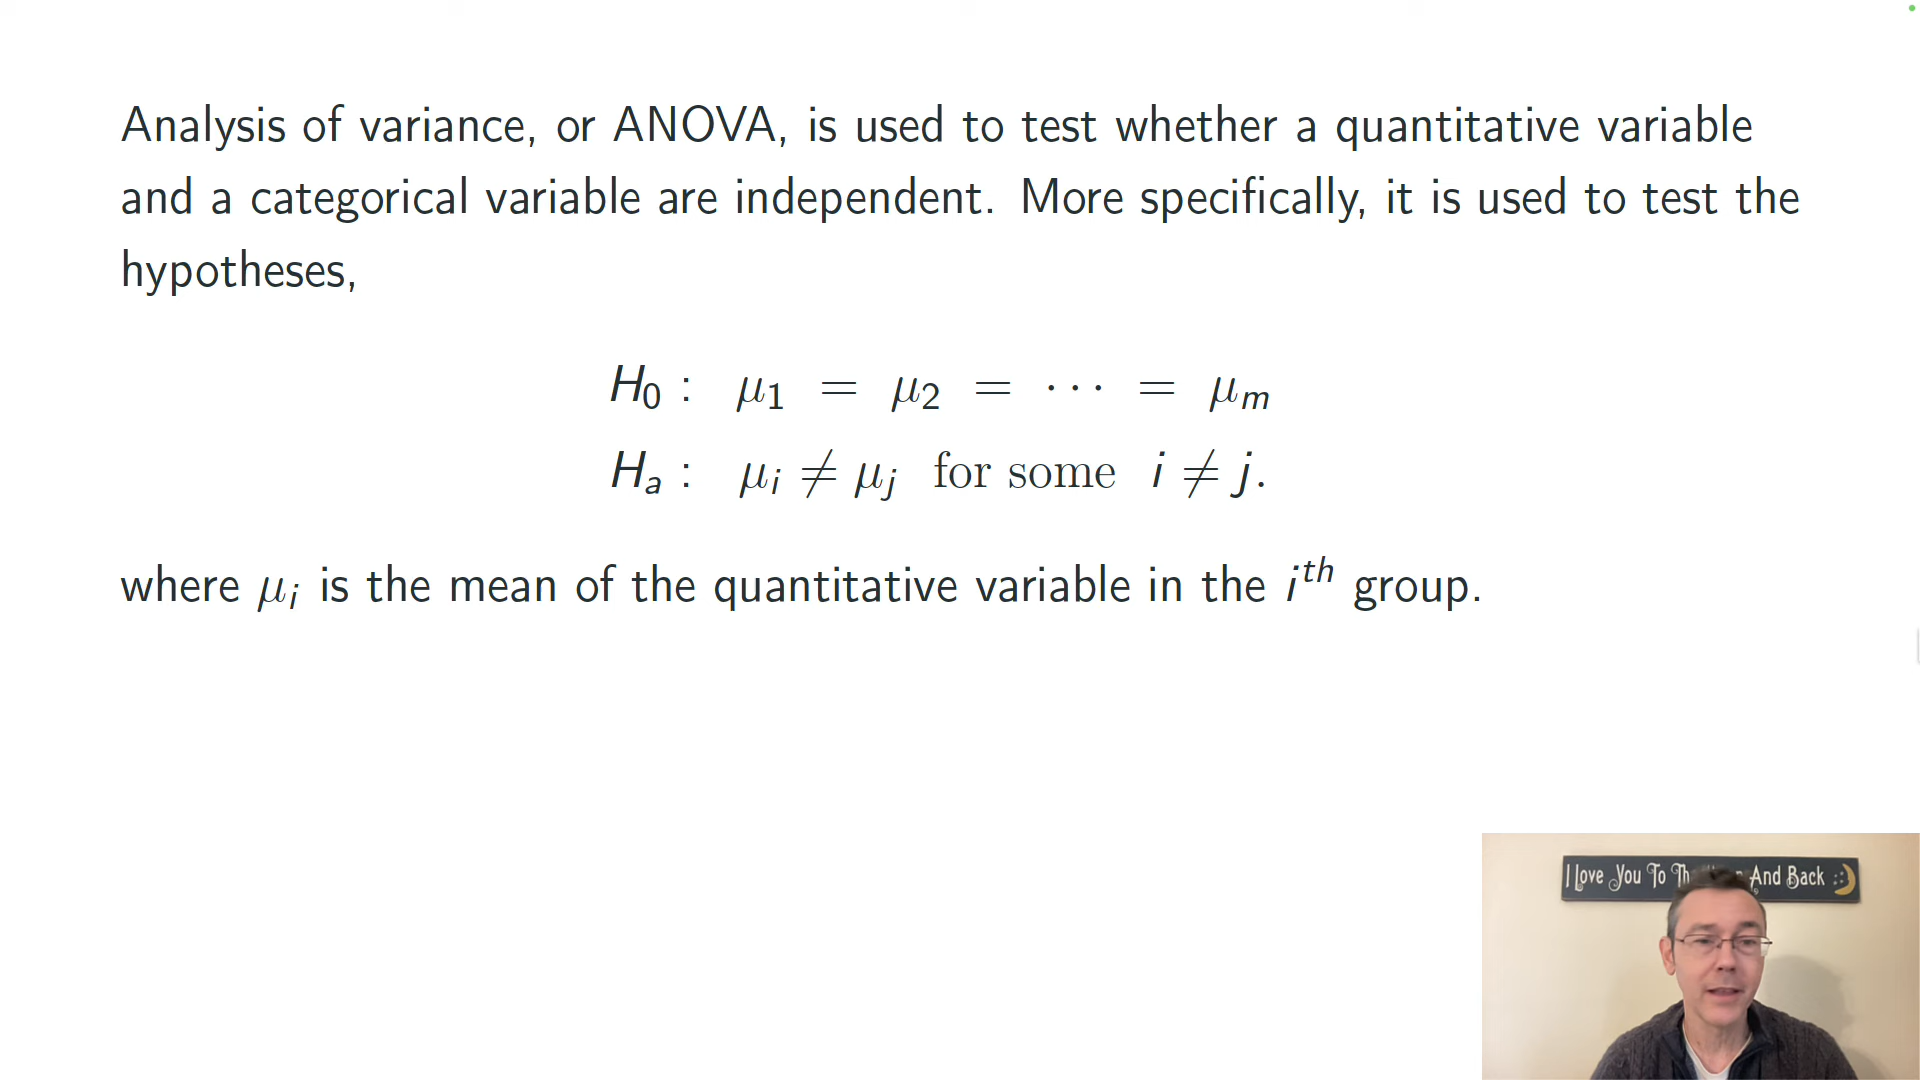 Analysis of variance, or ANOVA, is used to test whether a quantitative variable
and a categorical variable are independent. More specifically, it is used to test the
hypotheses,
H₀ : μ₁ = μ₂ = ··· = μₘ
Hₐ : μᵢ ≠ μⱼ for some i ≠ j.
where μᵢ is the mean of the quantitative variable in the iᵗʰ group.
I Love You To And Back